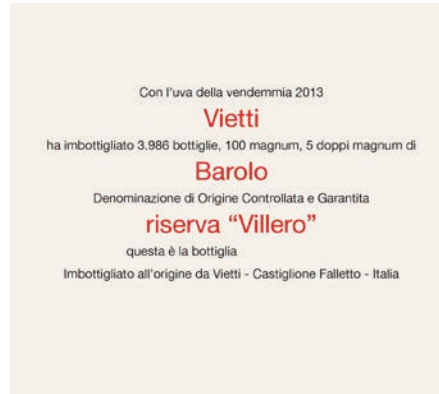 Con l'uva della vendemmia 2013
Vietti
ha imbottigliato 3.986 bottiglie, 100 magnum, 5 doppi magnum di
Barolo
Denominazione di Origine Controllata e Garantita
riserva “Villero”
questa è la bottiglia
Imbottigliato all'origine da Vietti - Castiglione Falletto - Italia